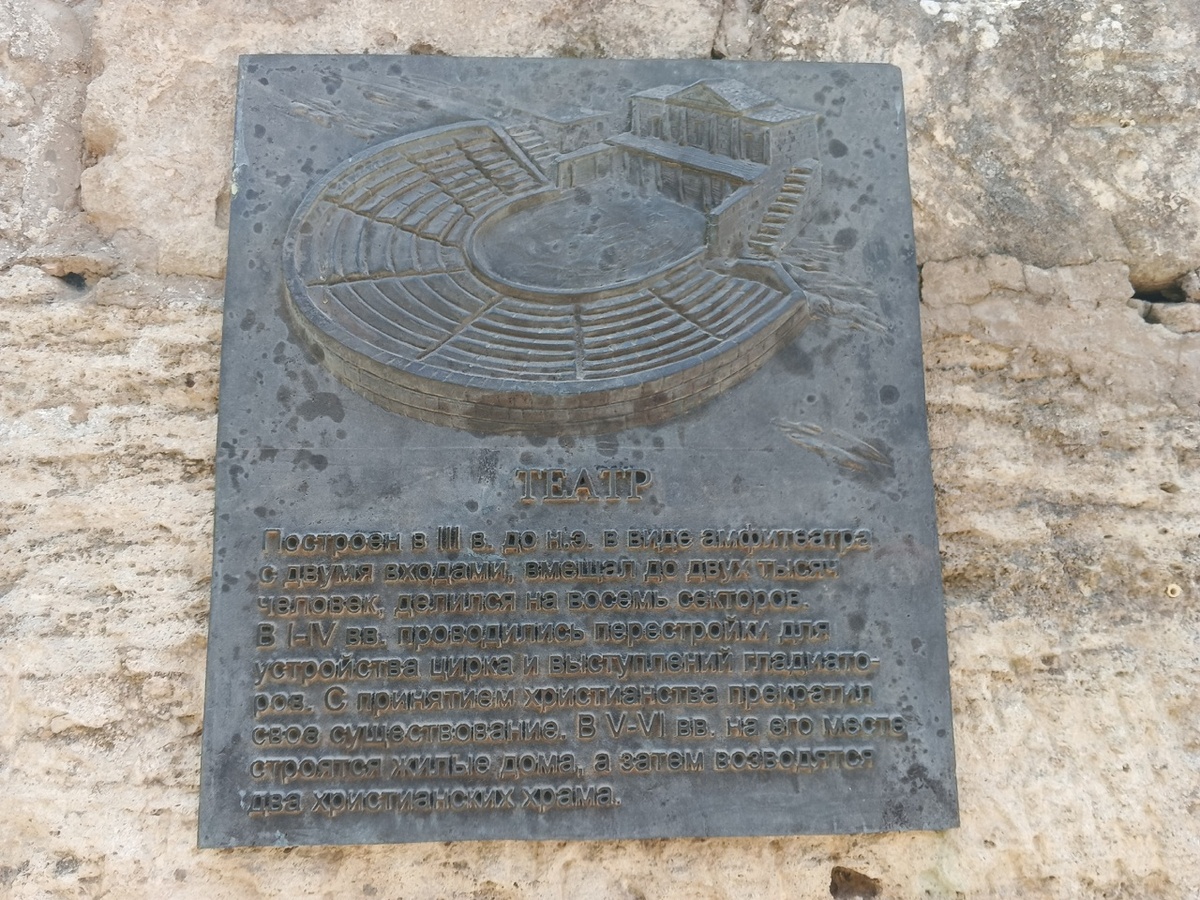 ТЕАТР
Построен в III в. до н.э. в виде амфитеатра
с двумя входами, вмещал до двух тысяч
человек, делился на восемь секторов.
В I-IV вв. проводились перестройки для
устройства цирка и выступлений гладиато-
ров. С принятием христианства прекратил
свое существование. В V-VI вв. на его месте
строятся жилые дома, а затем возводятся
два христианских храма.